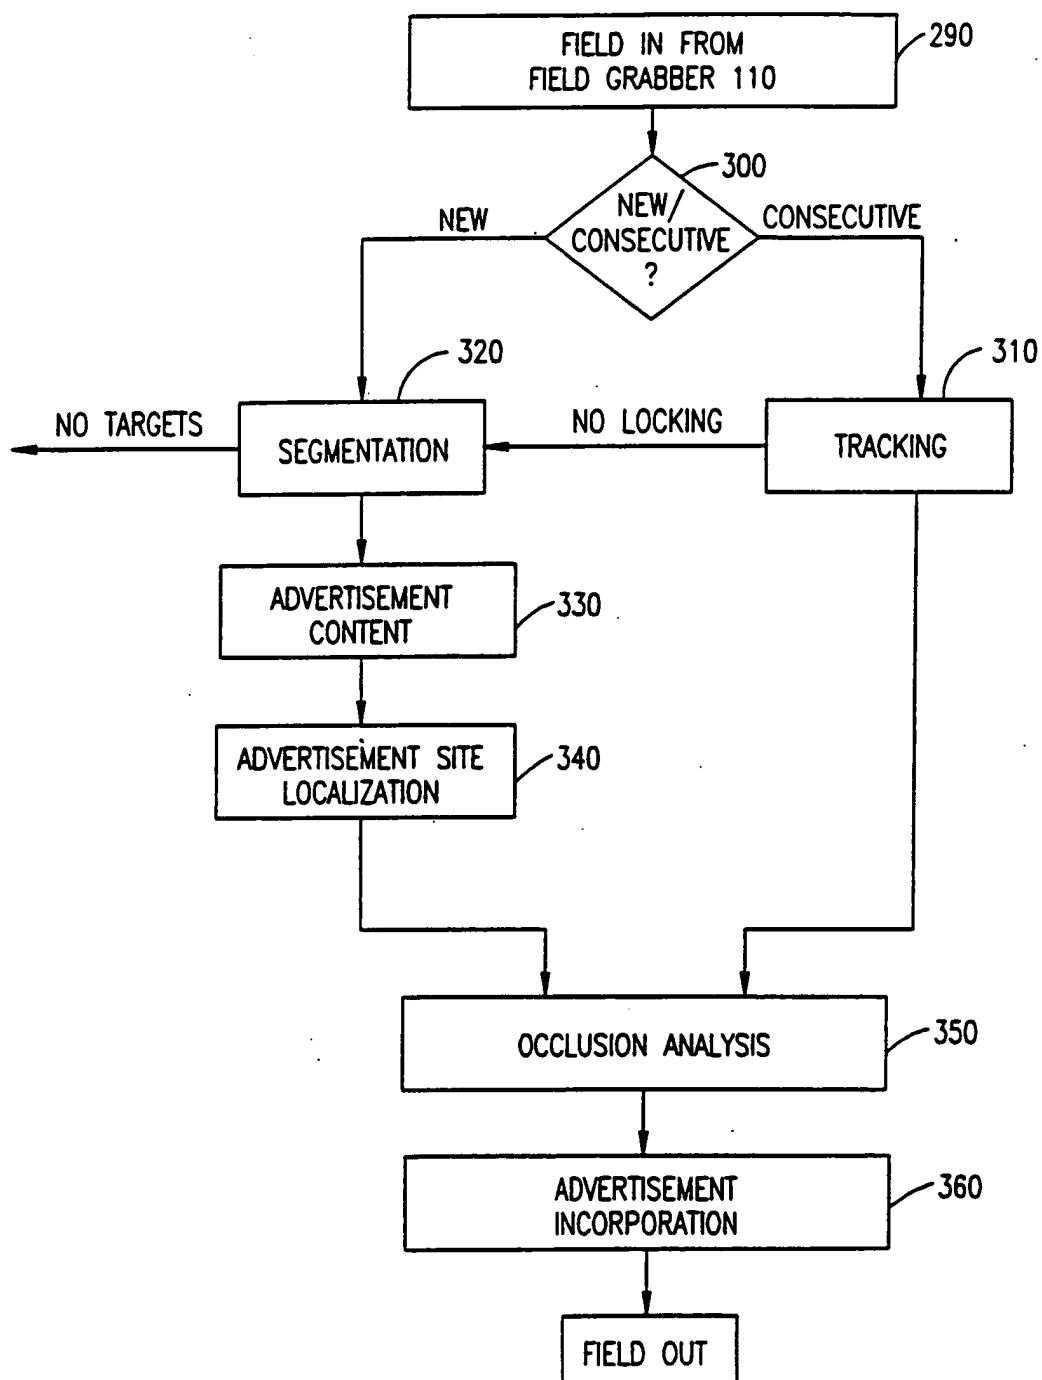 FIELD IN FROM
FIELD GRABBER 110
290
300
NEW/
CONSECUTIVE
?
NEW
CONSECUTIVE
320
310
NO TARGETS
SEGMENTATION
NO LOCKING
TRACKING
ADVERTISEMENT
CONTENT
330
ADVERTISEMENT SITE
LOCALIZATION
340
OCCLUSION ANALYSIS
350
ADVERTISEMENT
INCORPORATION
360
FIELD OUT